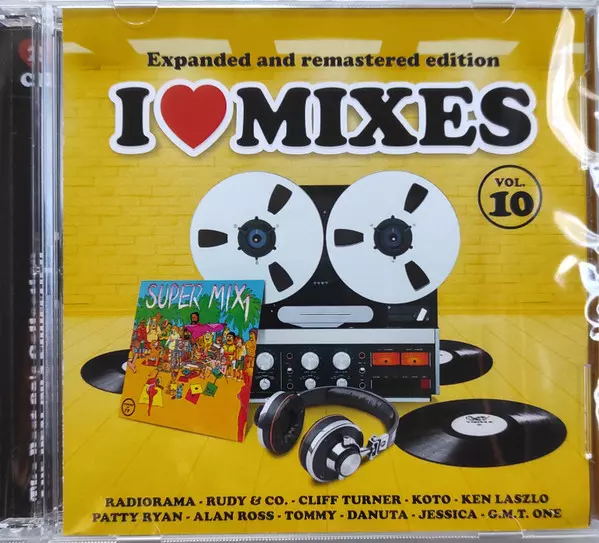 Expanded and remastered edition
I ❤ MIXES
VOL.
10
SUPER MIX 1
RADIORAMA - RUDY & CO. - CLIFF TURNER - KOTO - KEN LASZLO
PATTY RYAN - ALAN ROSS - TOMMY - DANUTA - JESSICA - G.M.T. ONE